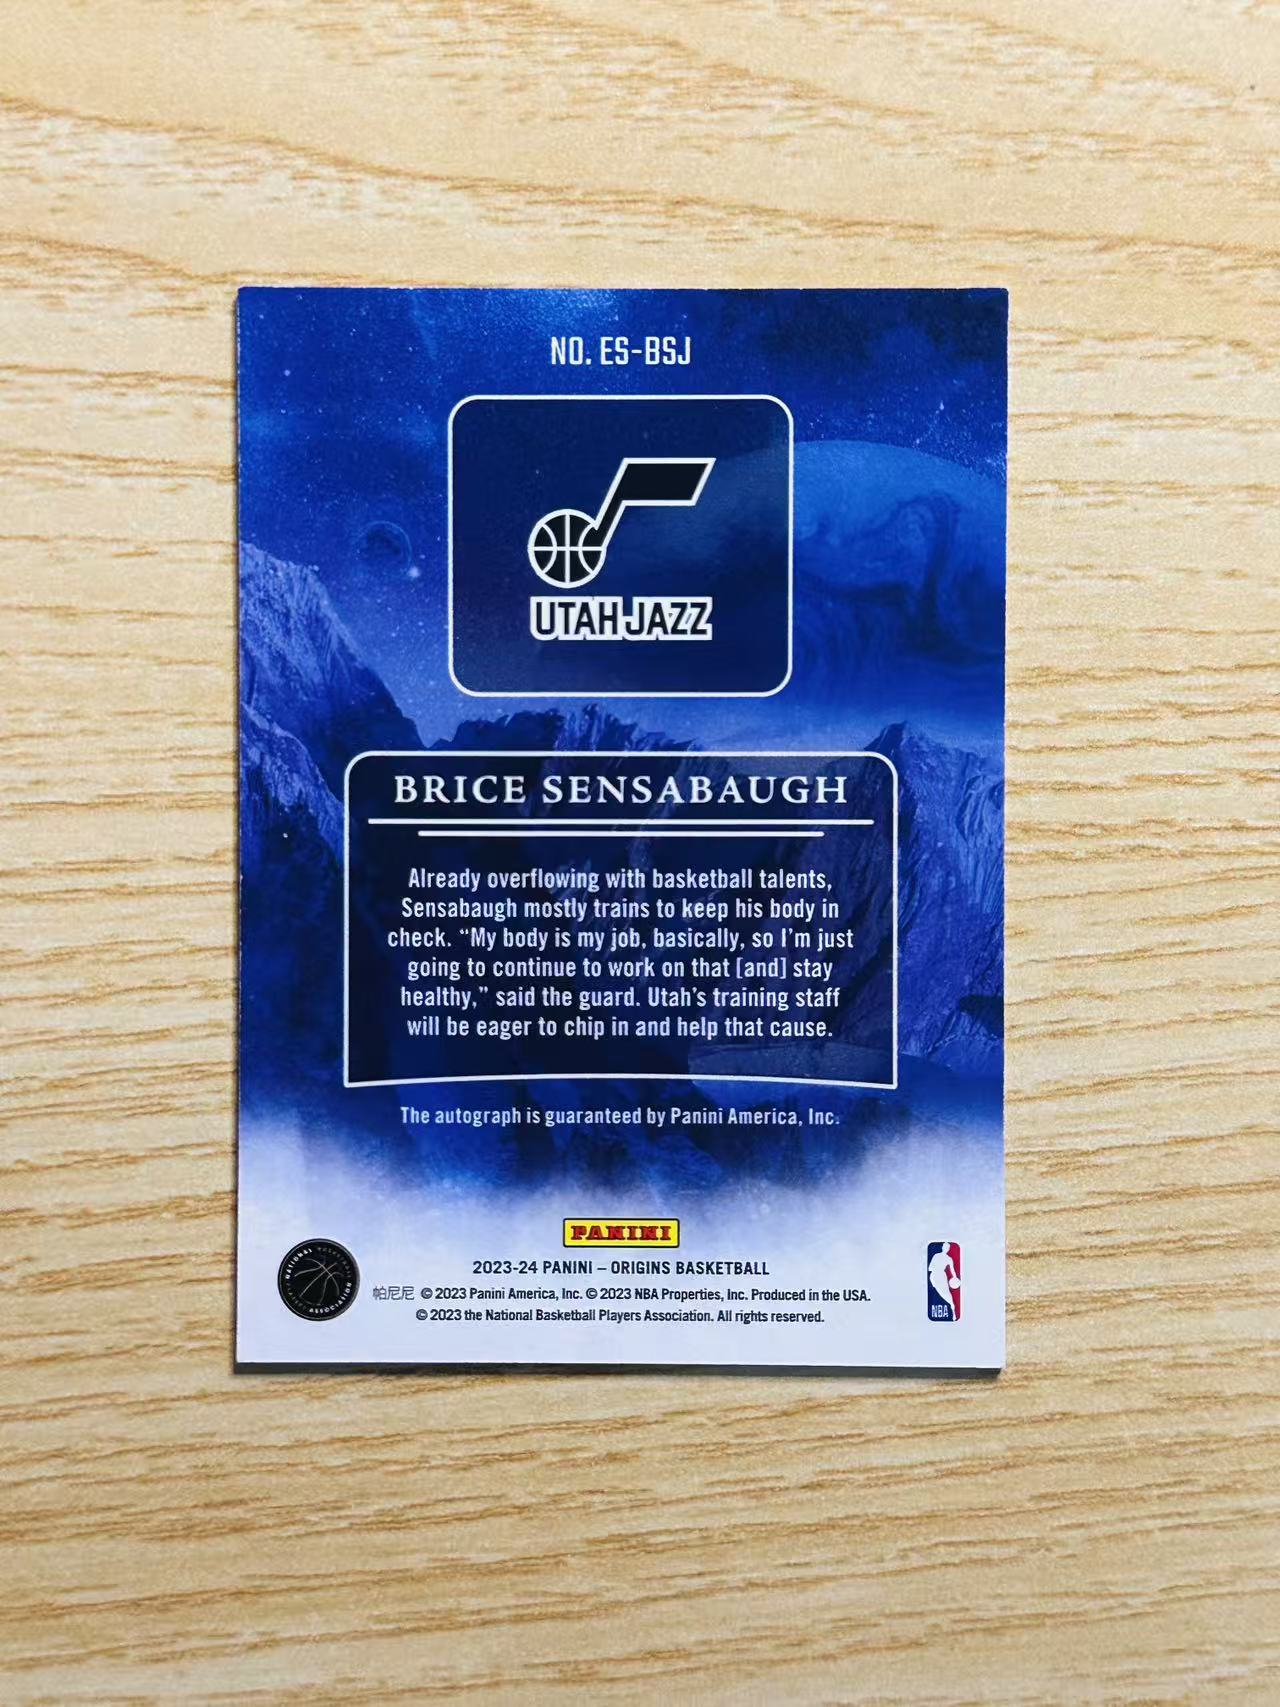 NO. ES-BSJ
UTAH JAZZ
BRICE SENSABAUGH
Already overflowing with basketball talents,
Sensabaugh mostly trains to keep his body in
check. “My body is my job, basically, so I’m just
going to continue to work on that [and] stay
healthy,” said the guard. Utah’s training staff
will be eager to chip in and help that cause.
The autograph is guaranteed by Panini America, Inc.
PANINI
2023-24 PANINI – ORIGINS BASKETBALL
帕尼尼 © 2023 Panini America, Inc. © 2023 NBA Properties, Inc. Produced in the USA.
© 2023 the National Basketball Players Association. All rights reserved.
NATIONAL BASKETBALL PLAYERS ASSOCIATION
NBA